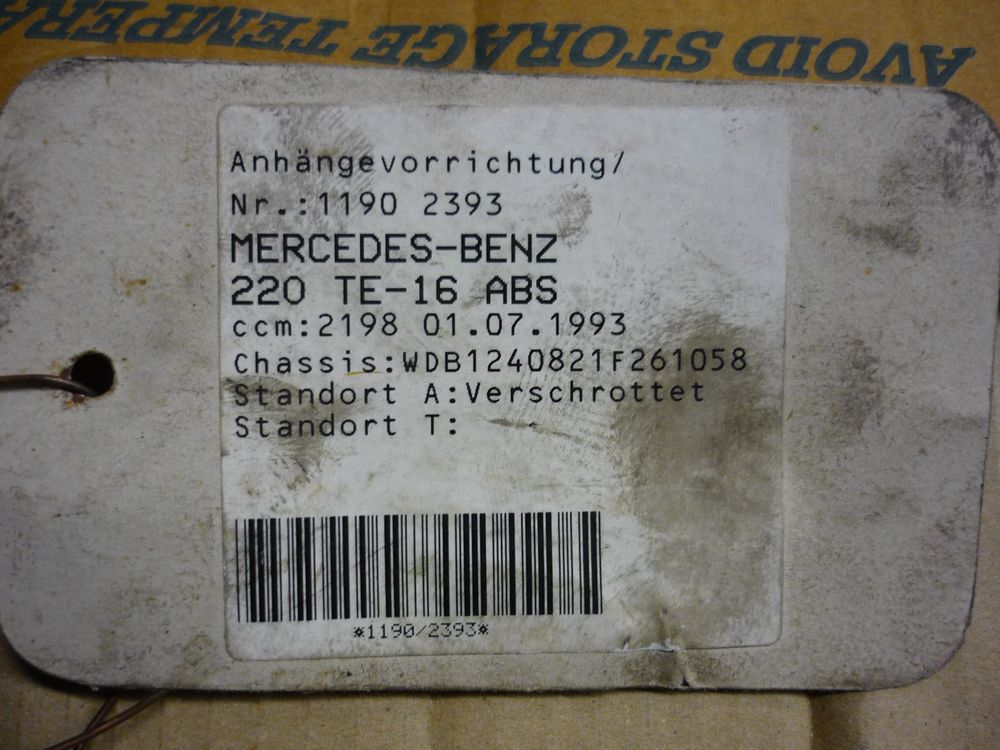 AVOID STORAGE TEMPERA
Anhängevorrichtung/
Nr.:1190 2393
MERCEDES-BENZ
220 TE-16 ABS
ccm:2198 01.07.1993
Chassis:WDB1240821F261058
Standort A:Verschrottet
Standort T:
*1190/2393*